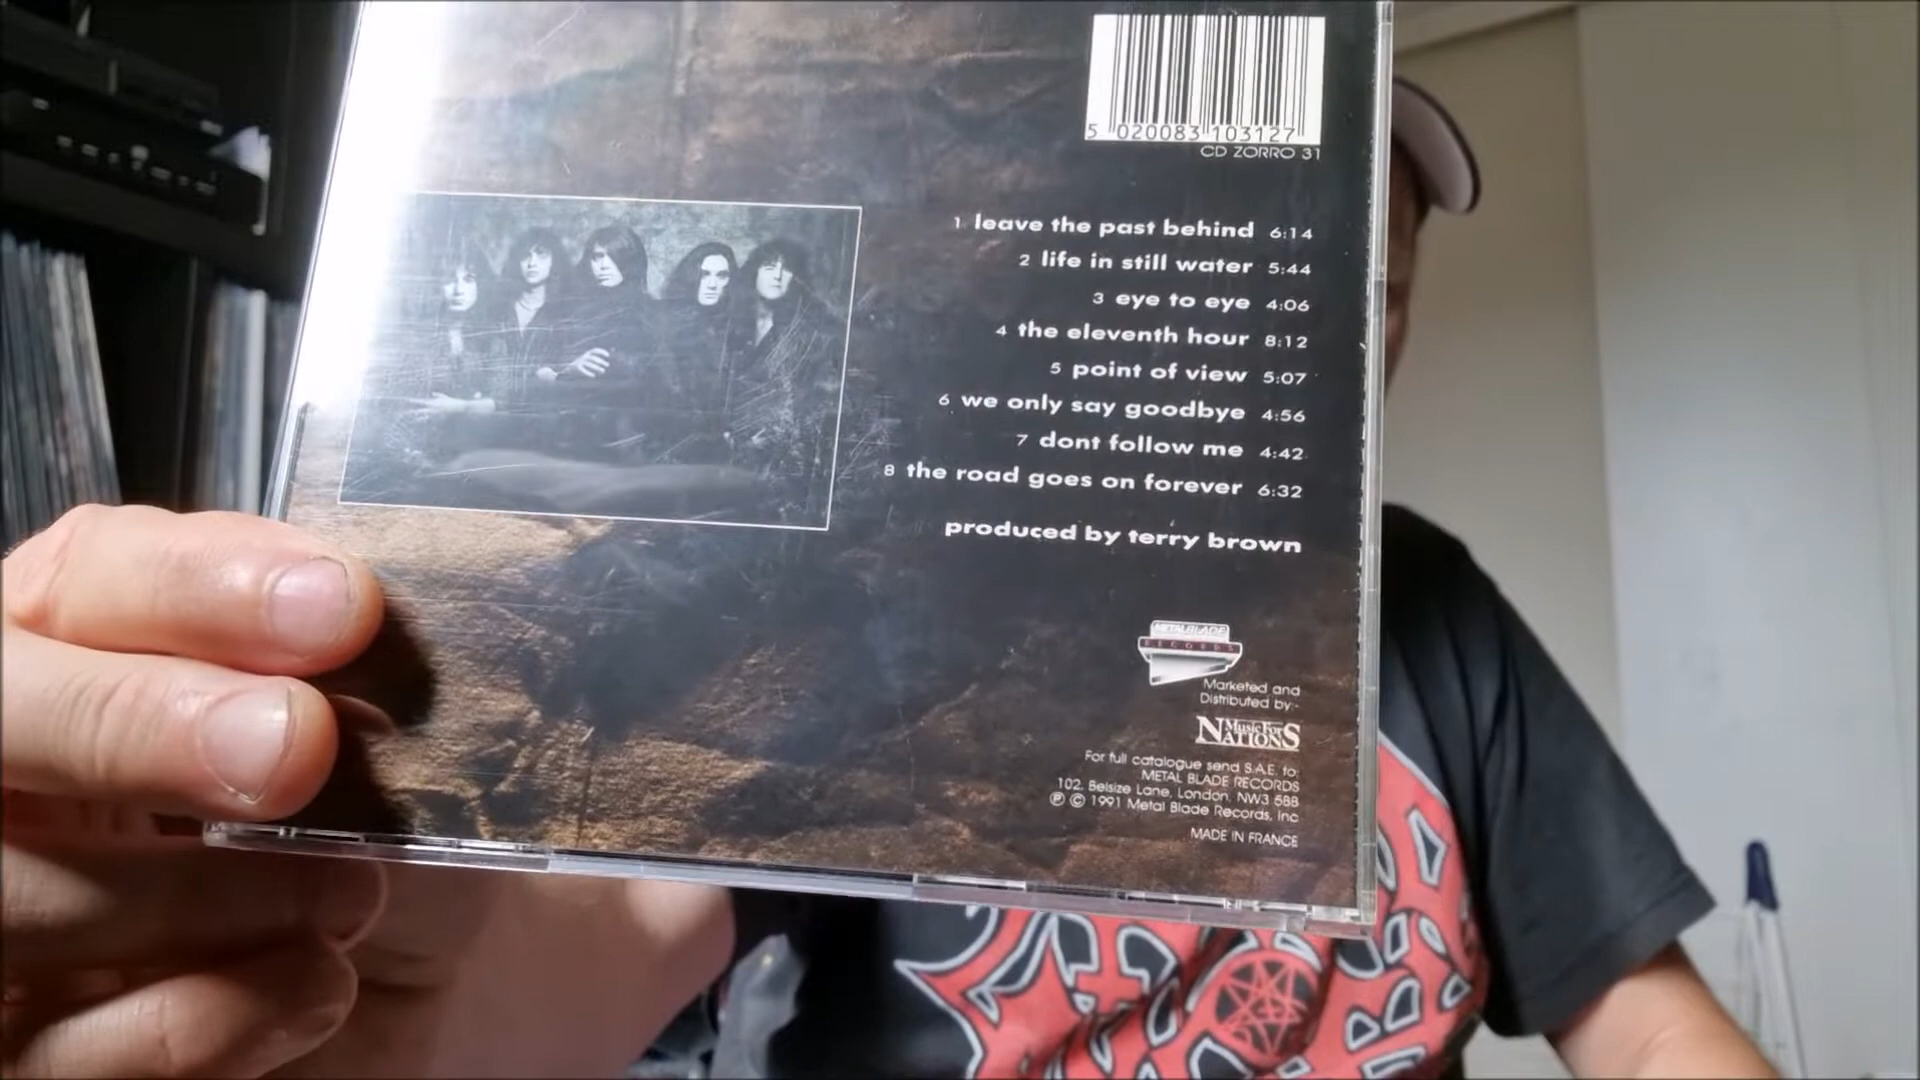 5 020083 103127
CD ZORRO 31
1 leave the past behind 6:14
2 life in still water 5:44
3 eye to eye 4:06
4 the eleventh hour 8:12
5 point of view 5:07
6 we only say goodbye 4:56
7 dont follow me 4:42
8 the road goes on forever 6:32
produced by terry brown
METAL BLADE
RECORDS
Marketed and
Distributed by:-
Music For
NATIONS
For full catalogue send S.A.E. to:
METAL BLADE RECORDS
102, Belsize Lane, London, NW3 5BB
℗ © 1991 Metal Blade Records, Inc
MADE IN FRANCE